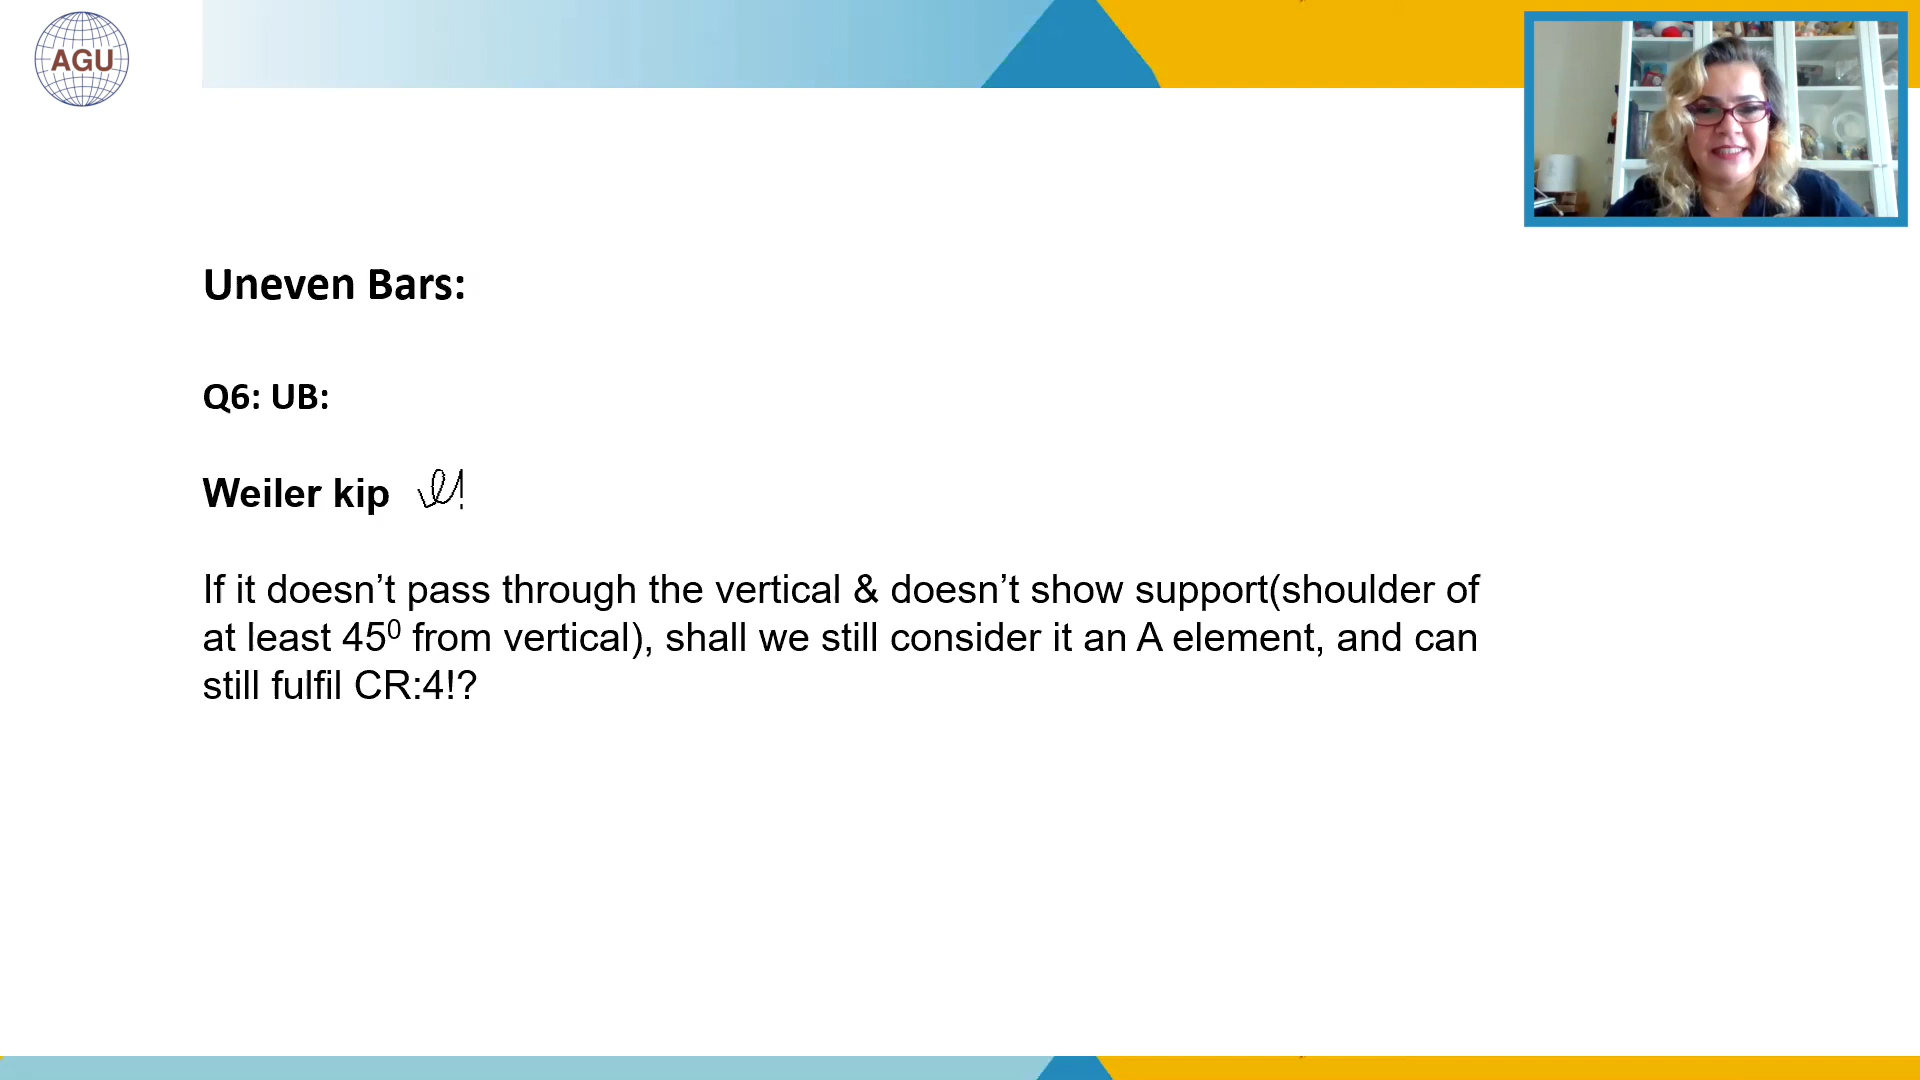 AGU
Uneven Bars:
Q6: UB:
Weiler kip
If it doesn’t pass through the vertical & doesn’t show support(shoulder of
at least 45⁰ from vertical), shall we still consider it an A element, and can
still fulfil CR:4!?